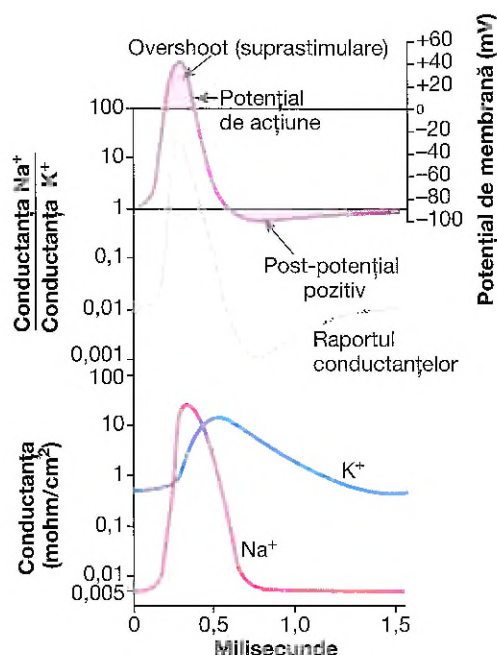 Overshoot (suprastimulare)
Potențial
de acțiune
+60
+40
+20
0
−20
−40
−60
−80
−100
Potențial de membrană (mV)
100
10
1
0,1
0,01
0,001
Conductanța Na⁺
Conductanța K⁺
Post-potențial
pozitiv
Raportul
conductanțelor
100
10
1
0,1
0,01
0,005
Conductanța
(mohm/cm²)
K⁺
Na⁺
0
0,5
1,0
1,5
Milisecunde